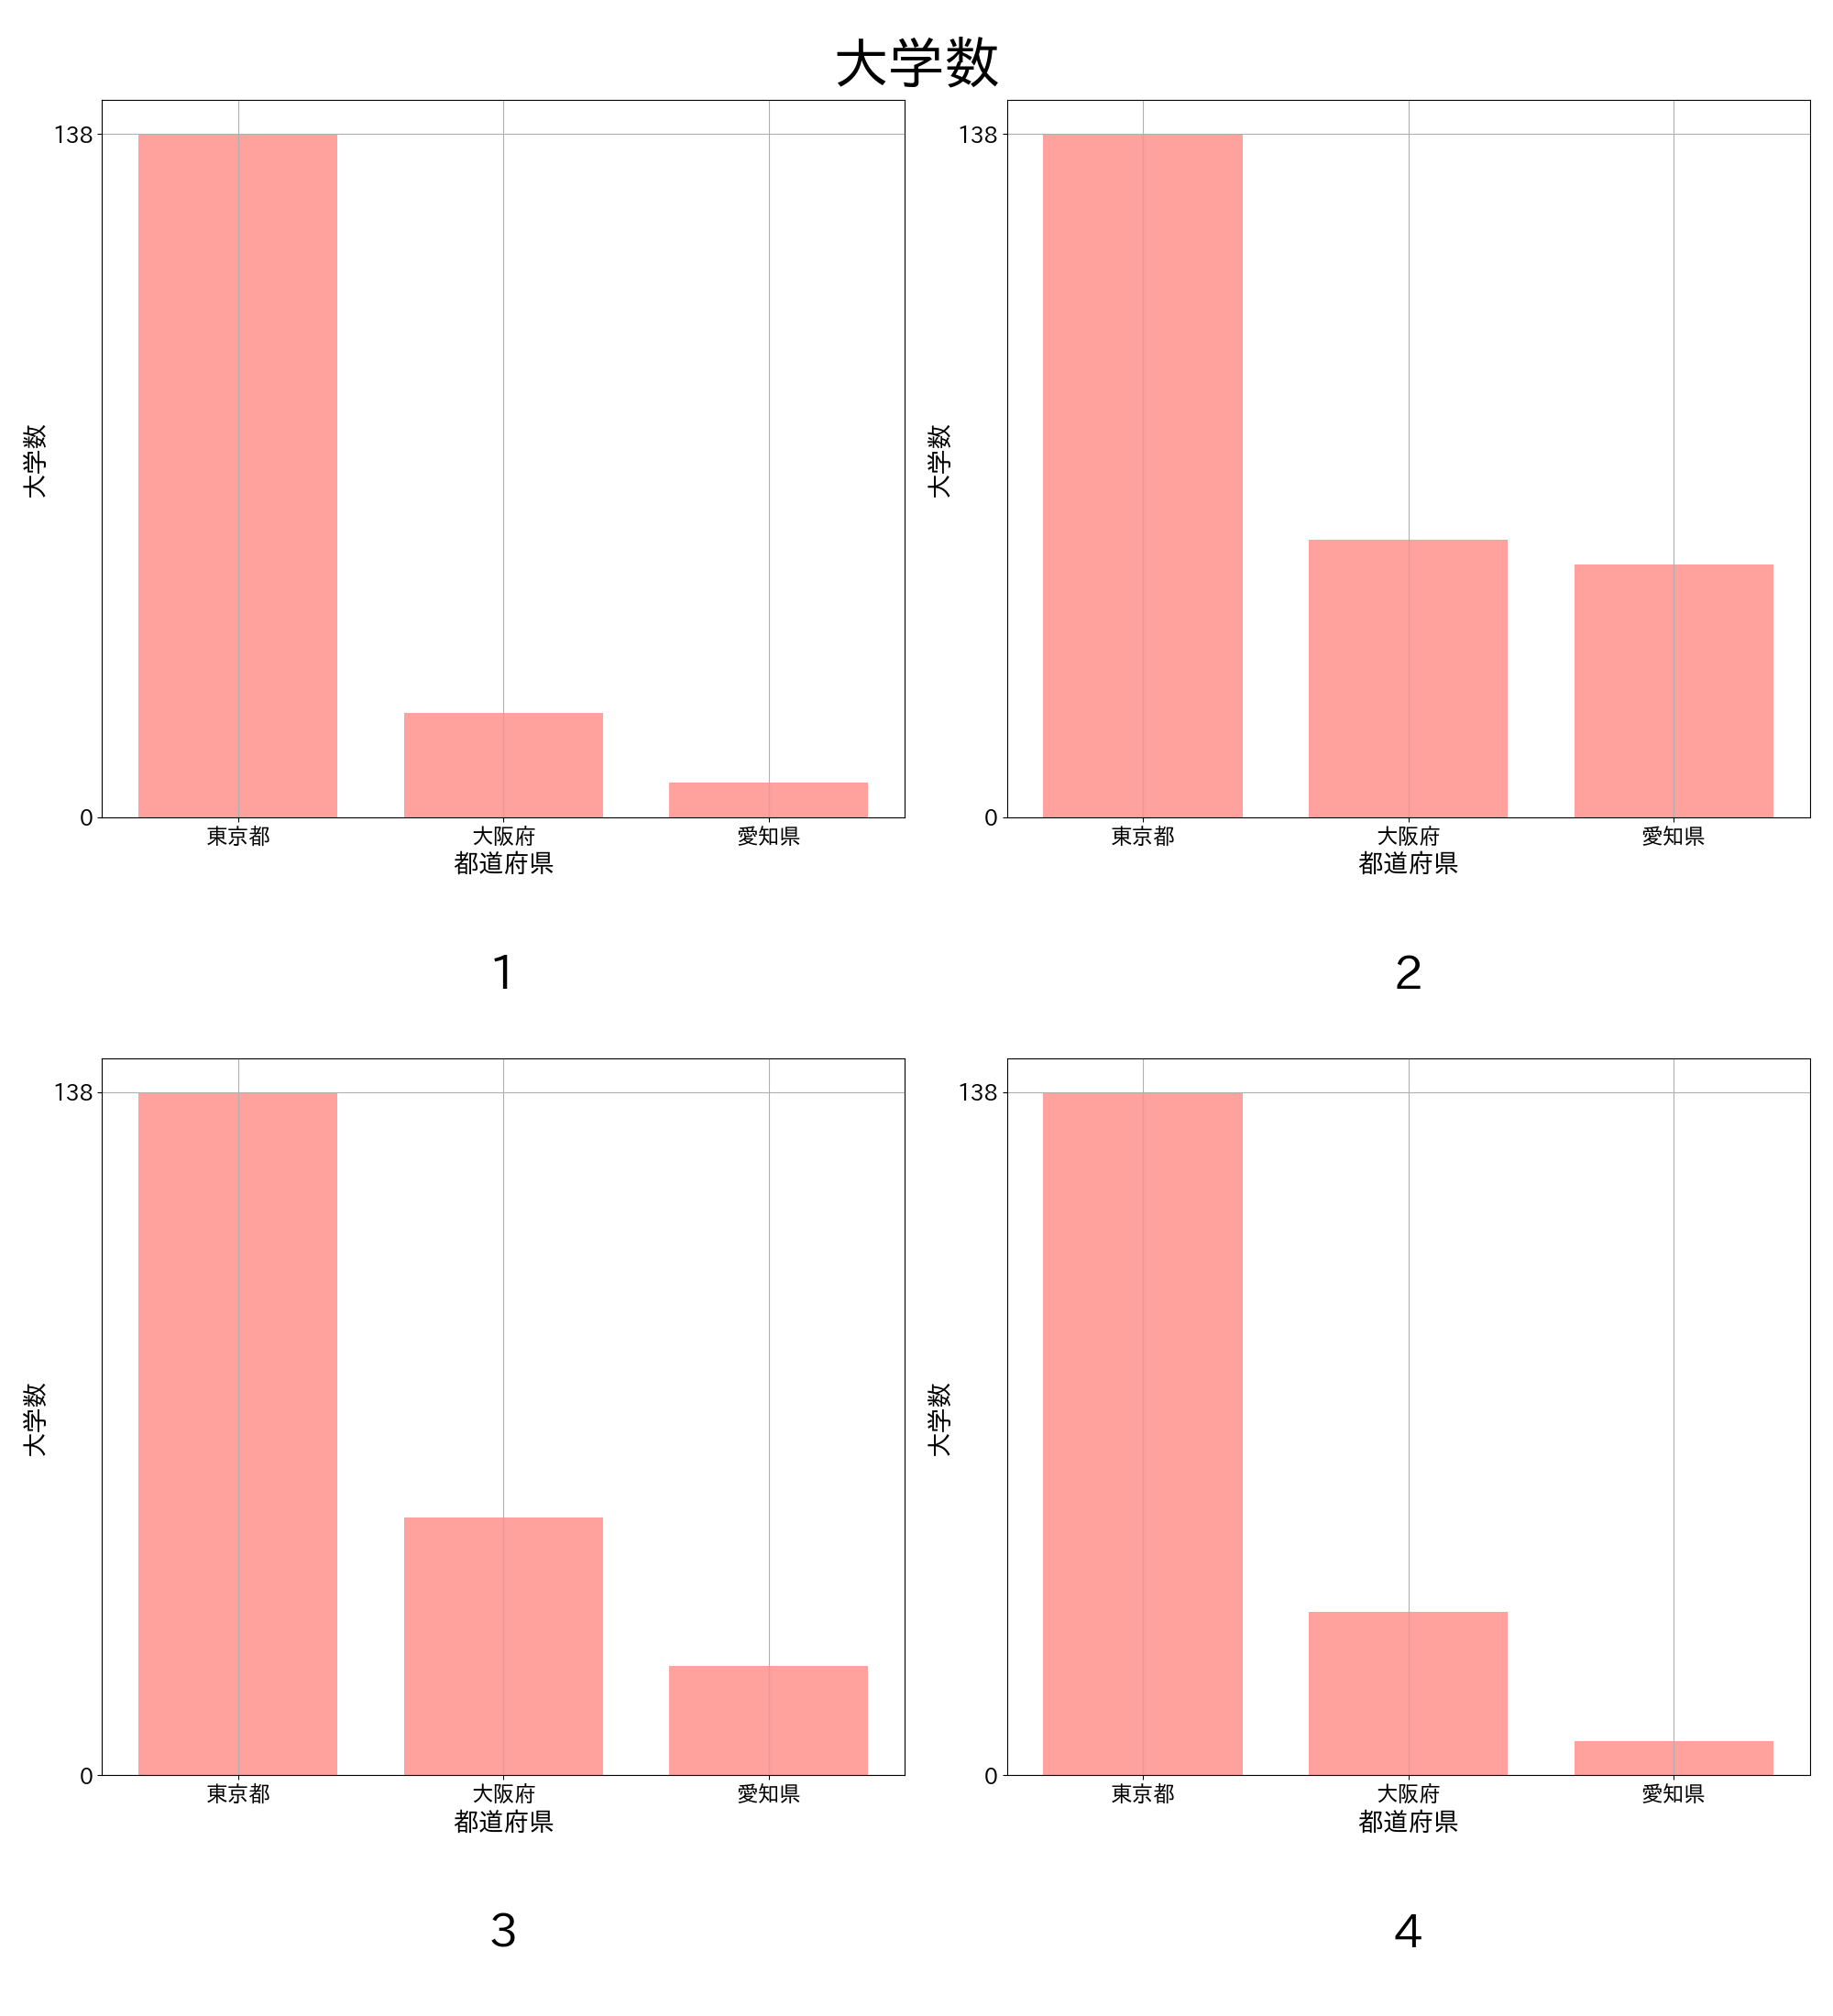 大学数
138
0
大学数
東京都 大阪府 愛知県
都道府県
1
138
0
大学数
東京都 大阪府 愛知県
都道府県
2
138
0
大学数
東京都 大阪府 愛知県
都道府県
3
138
0
大学数
東京都 大阪府 愛知県
都道府県
4